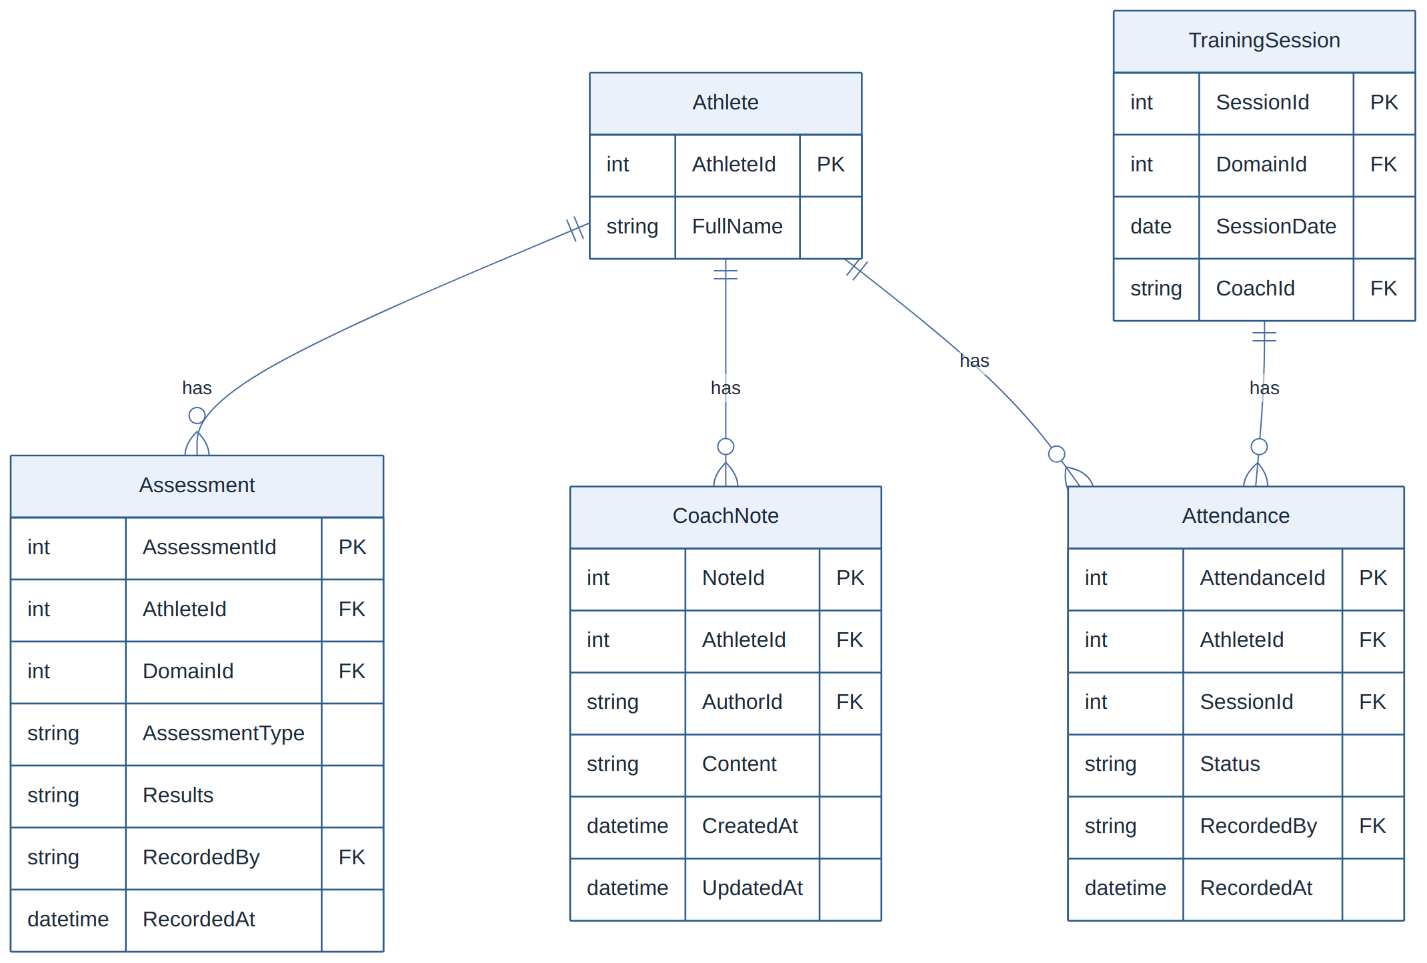 TrainingSession
int SessionId PK
int DomainId FK
date SessionDate
string CoachId FK
Athlete
int AthleteId PK
string FullName
has
has
has
has
Assessment
int AssessmentId PK
int AthleteId FK
int DomainId FK
string AssessmentType
string Results
string RecordedBy FK
datetime RecordedAt
CoachNote
int NoteId PK
int AthleteId FK
string AuthorId FK
string Content
datetime CreatedAt
datetime UpdatedAt
Attendance
int AttendanceId PK
int AthleteId FK
int SessionId FK
string Status
string RecordedBy FK
datetime RecordedAt